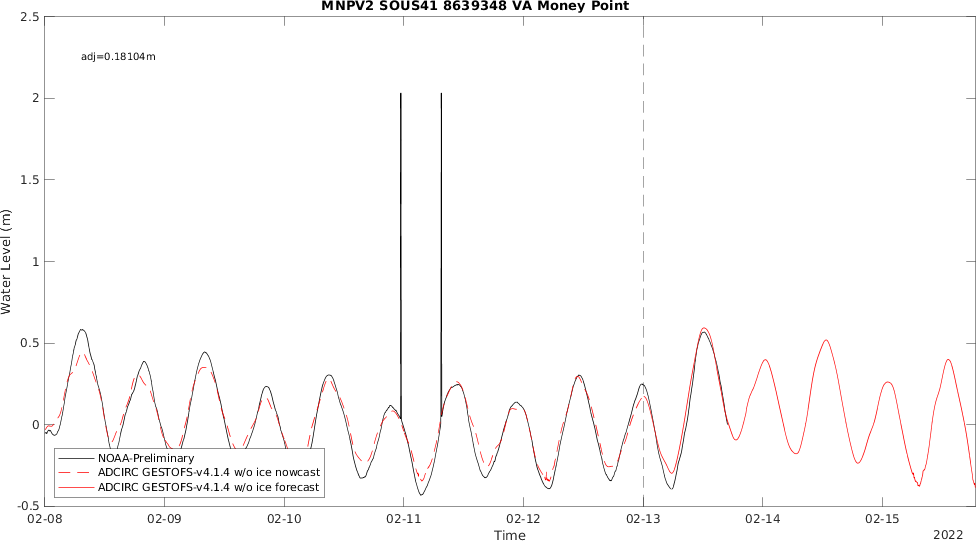 MNPV2 SOUS41 8639348 VA Money Point
2.5
adj=0.18104m
2
1.5
1
0.5
0
-0.5
Water Level (m)
NOAA-Preliminary
ADCIRC GESTOFS-v4.1.4 w/o ice nowcast
ADCIRC GESTOFS-v4.1.4 w/o ice forecast
02-08 02-09 02-10 02-11 02-12 02-13 02-14 02-15
Time
2022